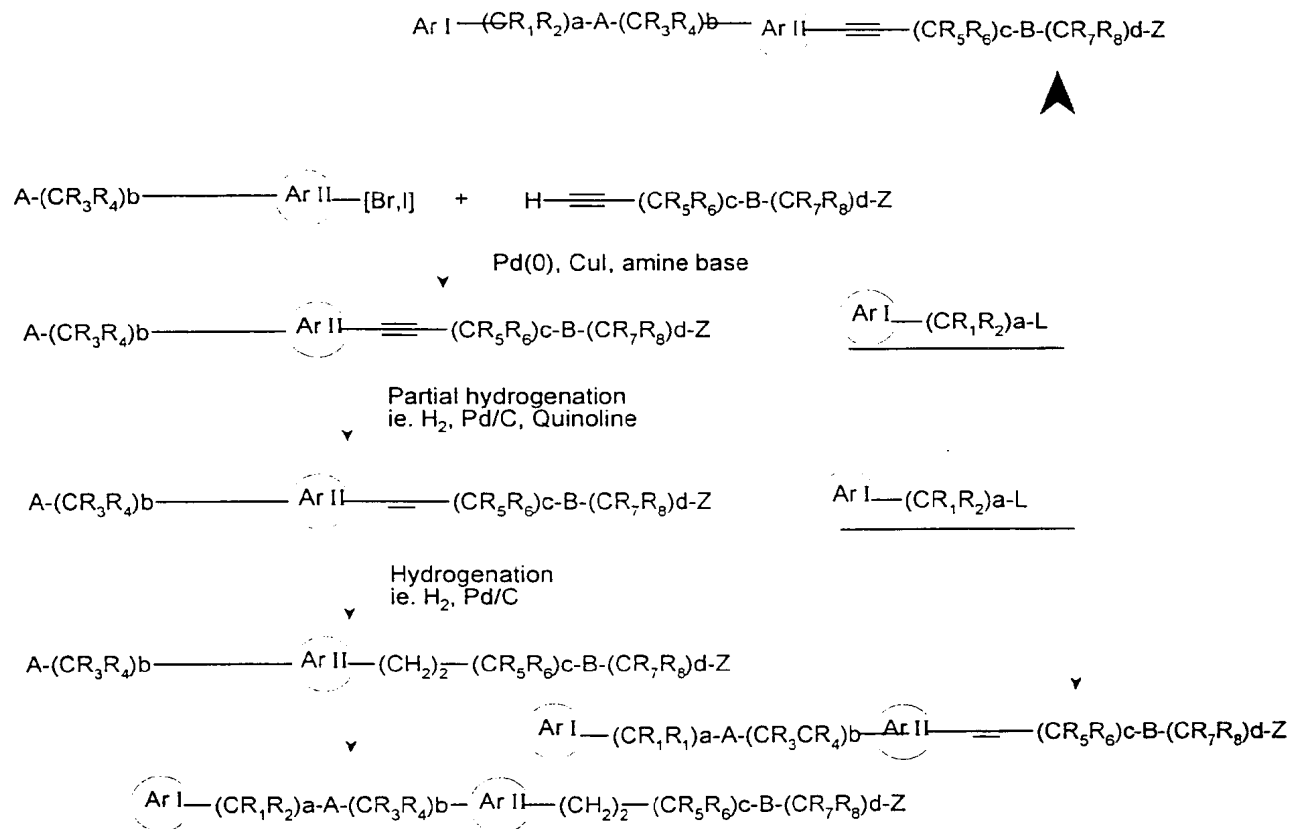 Ar I—(CR₁R₂)a-A-(CR₃R₄)b—Ar II—≡—(CR₅R₆)c-B-(CR₇R₈)d-Z
A-(CR₃R₄)b—Ar II—[Br,I] + H—≡—(CR₅R₆)c-B-(CR₇R₈)d-Z
Pd(0), CuI, amine base
A-(CR₃R₄)b—Ar II—≡—(CR₅R₆)c-B-(CR₇R₈)d-Z Ar I—(CR₁R₂)a-L
Partial hydrogenation
ie. H₂, Pd/C, Quinoline
A-(CR₃R₄)b—Ar II—=—(CR₅R₆)c-B-(CR₇R₈)d-Z Ar I—(CR₁R₂)a-L
Hydrogenation
ie. H₂, Pd/C
A-(CR₃R₄)b—Ar II—(CH₂)₂—(CR₅R₆)c-B-(CR₇R₈)d-Z
Ar I—(CR₁R₁)a-A-(CR₃CR₄)b—Ar II—=—(CR₅R₆)c-B-(CR₇R₈)d-Z
Ar I—(CR₁R₂)a-A-(CR₃R₄)b—Ar II—(CH₂)₂—(CR₅R₆)c-B-(CR₇R₈)d-Z